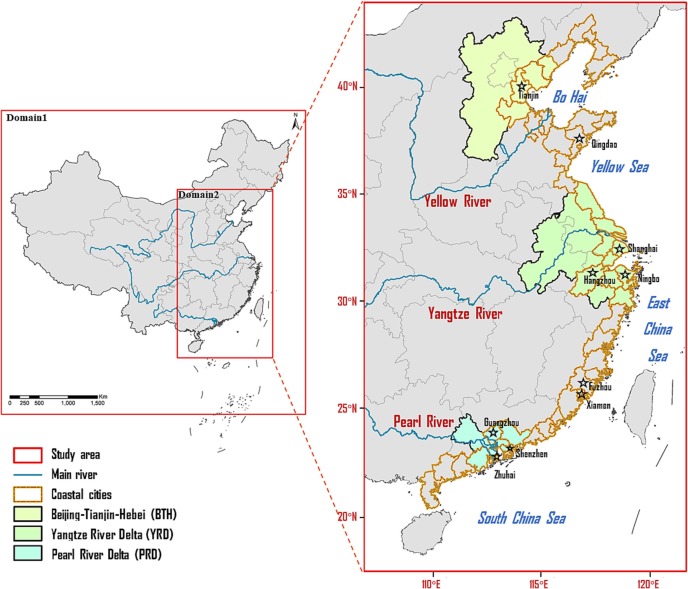 Domain1
N
Domain2
0 250 500 1,000 1,500 Km
Study area
Main river
Coastal cities
Beijing-Tianjin-Hebei (BTH)
Yangtze River Delta (YRD)
Pearl River Delta (PRD)
40°N
Tianjin
Bo Hai
Qingdao
Yellow Sea
35°N
Yellow River
Shanghai
Hangzhou
Ningbo
30°N
Yangtze River
East
China
Sea
Fuzhou
Xiamen
25°N
Pearl River
Guangzhou
Shenzhen
Zhuhai
20°N
South China Sea
110°E
115°E
120°E